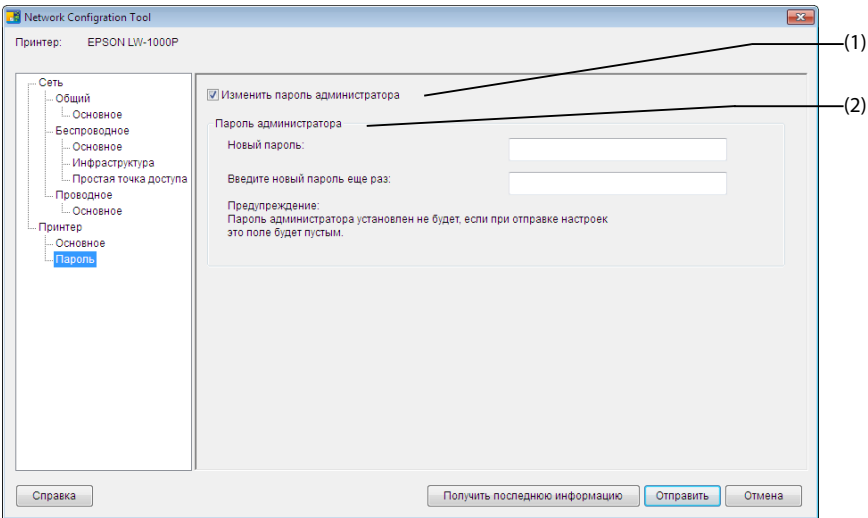 Network Configration Tool
Принтер: EPSON LW-1000P
(1)
(2)
Сеть
Общий
Основное
Беспроводное
Основное
Инфраструктура
Простая точка доступа
Проводное
Основное
Принтер
Основное
Пароль
Изменить пароль администратора
Пароль администратора
Новый пароль:
Введите новый пароль еще раз:
Предупреждение:
Пароль администратора установлен не будет, если при отправке настроек
это поле будет пустым.
Справка
Получить последнюю информацию
Отправить
Отмена